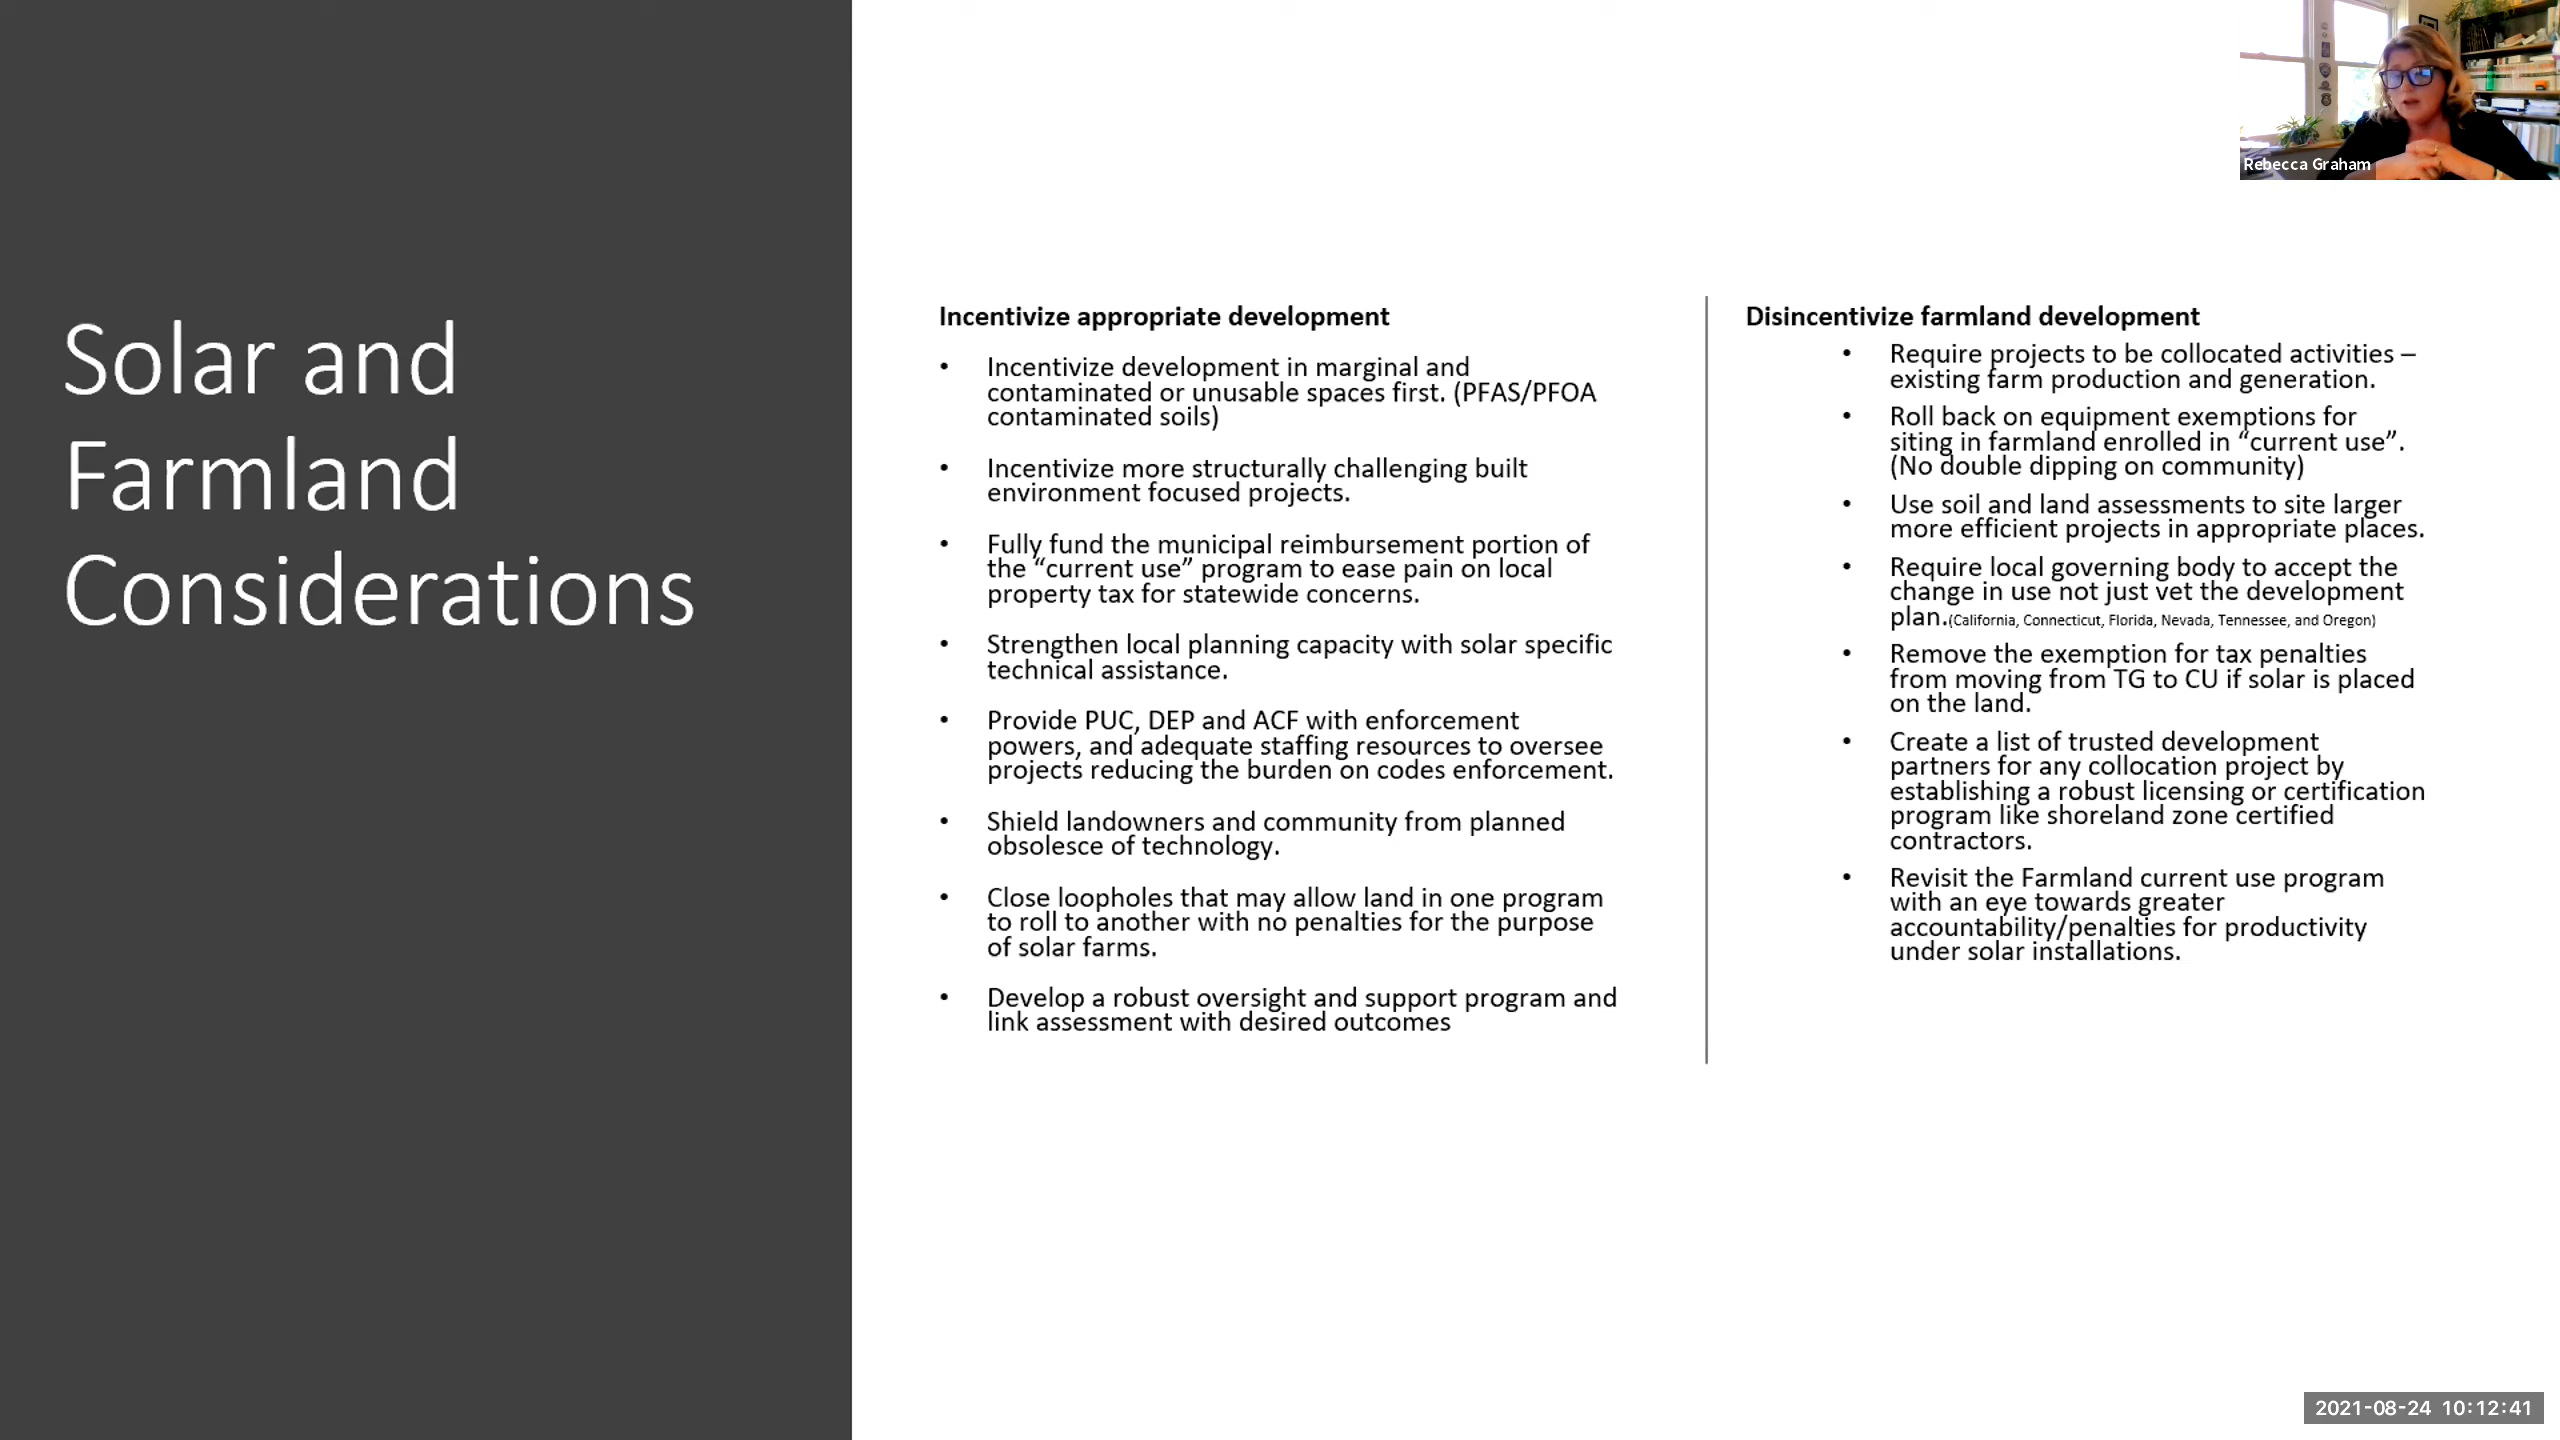 Solar and
Farmland
Considerations
Incentivize appropriate development
• Incentivize development in marginal and
contaminated or unusable spaces first. (PFAS/PFOA
contaminated soils)
• Incentivize more structurally challenging built
environment focused projects.
• Fully fund the municipal reimbursement portion of
the “current use” program to ease pain on local
property tax for statewide concerns.
• Strengthen local planning capacity with solar specific
technical assistance.
• Provide PUC, DEP and ACF with enforcement
powers, and adequate staffing resources to oversee
projects reducing the burden on codes enforcement.
• Shield landowners and community from planned
obsolesce of technology.
• Close loopholes that may allow land in one program
to roll to another with no penalties for the purpose
of solar farms.
• Develop a robust oversight and support program and
link assessment with desired outcomes
Disincentivize farmland development
• Require projects to be collocated activities –
existing farm production and generation.
• Roll back on equipment exemptions for
siting in farmland enrolled in “current use”.
(No double dipping on community)
• Use soil and land assessments to site larger
more efficient projects in appropriate places.
• Require local governing body to accept the
change in use not just vet the development
plan.(California, Connecticut, Florida, Nevada, Tennessee, and Oregon)
• Remove the exemption for tax penalties
from moving from TG to CU if solar is placed
on the land.
• Create a list of trusted development
partners for any collocation project by
establishing a robust licensing or certification
program like shoreland zone certified
contractors.
• Revisit the Farmland current use program
with an eye towards greater
accountability/penalties for productivity
under solar installations.
Rebecca Graham
2021-08-24 10:12:41